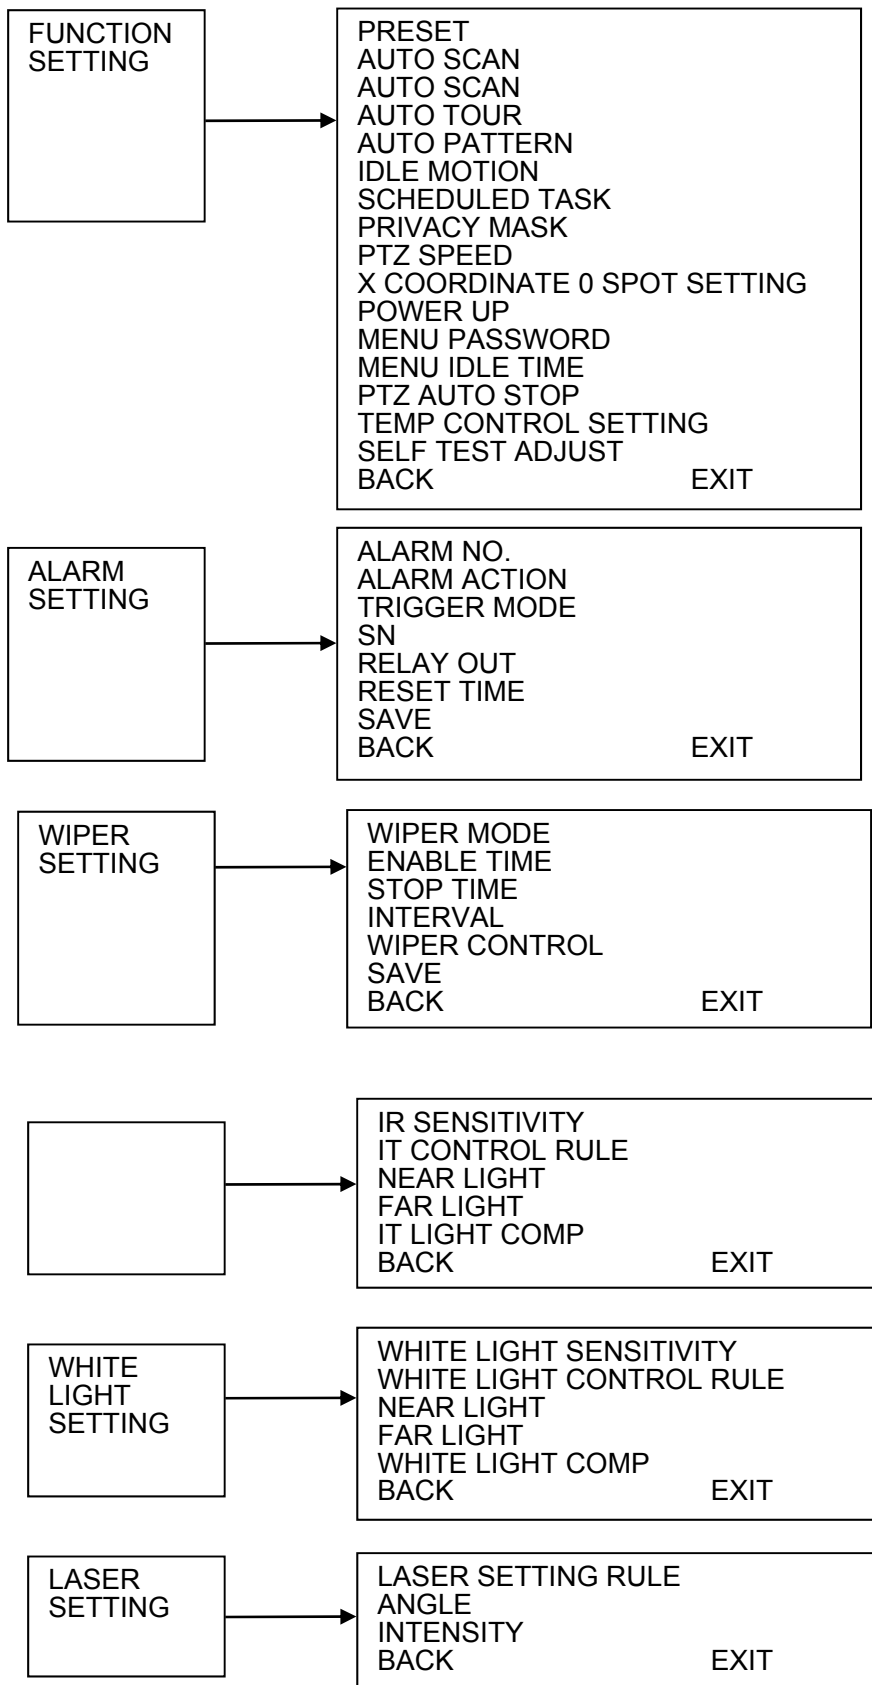 FUNCTION
SETTING
PRESET
AUTO SCAN
AUTO SCAN
AUTO TOUR
AUTO PATTERN
IDLE MOTION
SCHEDULED TASK
PRIVACY MASK
PTZ SPEED
X COORDINATE 0 SPOT SETTING
POWER UP
MENU PASSWORD
MENU IDLE TIME
PTZ AUTO STOP
TEMP CONTROL SETTING
SELF TEST ADJUST
BACK EXIT
ALARM
SETTING
ALARM NO.
ALARM ACTION
TRIGGER MODE
SN
RELAY OUT
RESET TIME
SAVE
BACK EXIT
WIPER
SETTING
WIPER MODE
ENABLE TIME
STOP TIME
INTERVAL
WIPER CONTROL
SAVE
BACK EXIT
IR SENSITIVITY
IT CONTROL RULE
NEAR LIGHT
FAR LIGHT
IT LIGHT COMP
BACK EXIT
WHITE
LIGHT
SETTING
WHITE LIGHT SENSITIVITY
WHITE LIGHT CONTROL RULE
NEAR LIGHT
FAR LIGHT
WHITE LIGHT COMP
BACK EXIT
LASER
SETTING
LASER SETTING RULE
ANGLE
INTENSITY
BACK EXIT